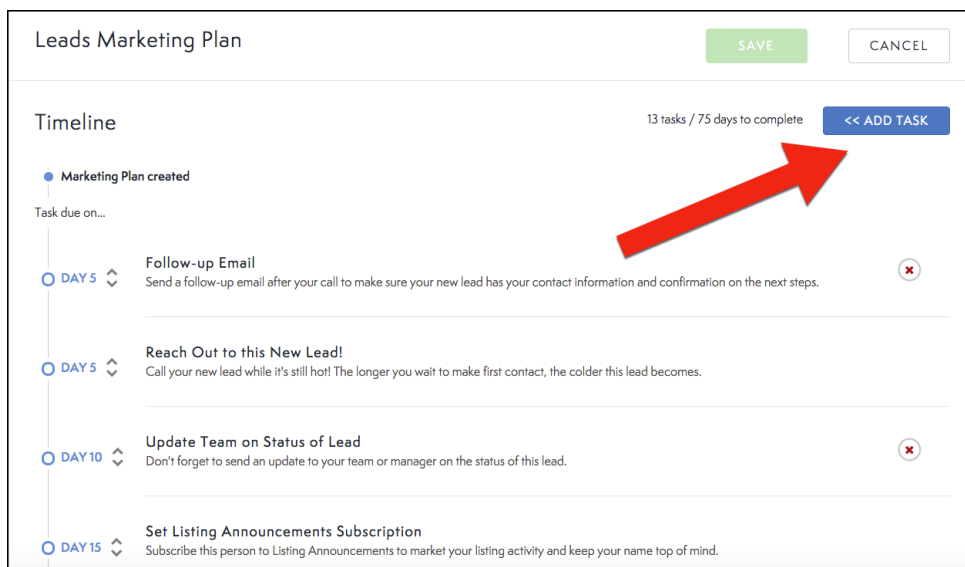 Leads Marketing Plan
SAVE
CANCEL
Timeline
13 tasks / 75 days to complete
<< ADD TASK
Marketing Plan created
Task due on...
DAY 5
Follow-up Email
Send a follow-up email after your call to make sure your new lead has your contact information and confirmation on the next steps.
DAY 5
Reach Out to this New Lead!
Call your new lead while it's still hot! The longer you wait to make first contact, the colder this lead becomes.
DAY 10
Update Team on Status of Lead
Don't forget to send an update to your team or manager on the status of this lead.
DAY 15
Set Listing Announcements Subscription
Subscribe this person to Listing Announcements to market your listing activity and keep your name top of mind.